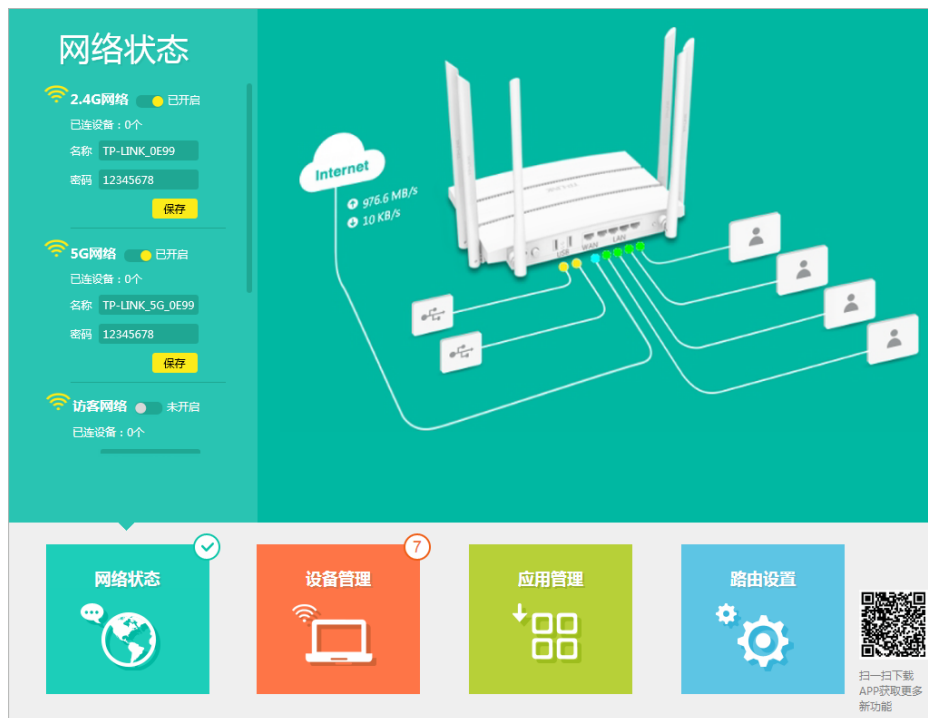 网络状态
2.4G网络 已开启
已连设备：0个
名称 TP-LINK_0E99
密码 12345678
保存
5G网络 已开启
已连设备：0个
名称 TP-LINK_5G_0E99
密码 12345678
保存
访客网络 未开启
已连设备：0个
Internet
976.6 MB/s
10 KB/s
USB WAN LAN
网络状态
7
设备管理
应用管理
路由设置
扫一扫下载
APP获取更多
新功能